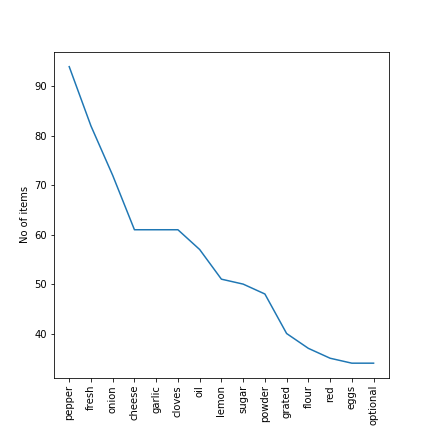 No of items
90
80
70
60
50
40
pepper
fresh
onion
cheese
garlic
cloves
oil
lemon
sugar
powder
grated
flour
red
eggs
optional